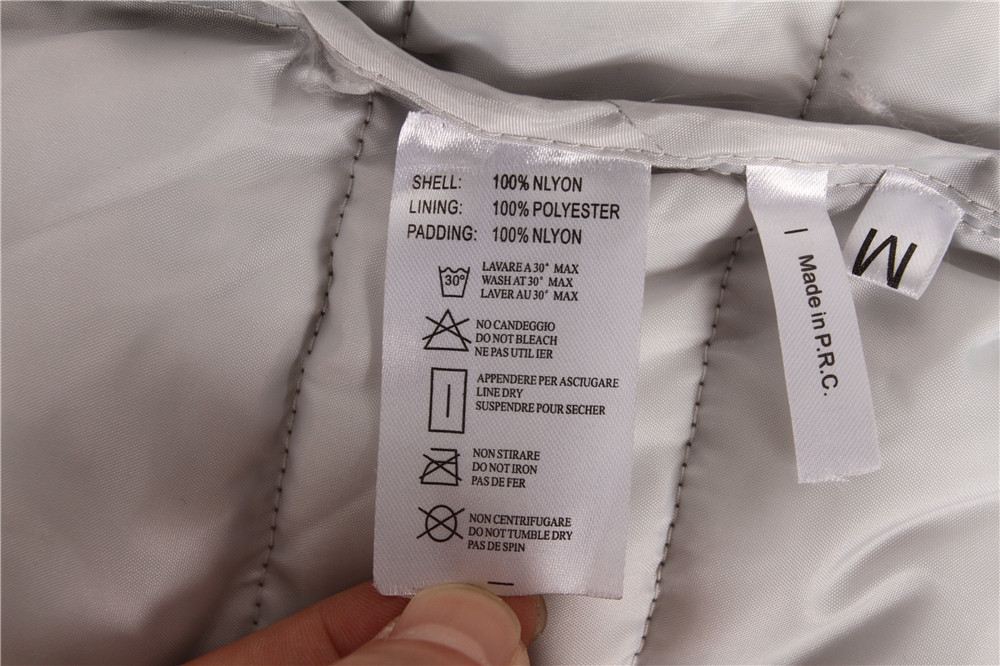 SHELL: 100% NLYON
LINING: 100% POLYESTER
PADDING: 100% NLYON
30°
LAVARE A 30° MAX
WASH AT 30° MAX
LAVER AU 30° MAX
NO CANDEGGIO
DO NOT BLEACH
NE PAS UTIL IER
APPENDERE PER ASCIUGARE
LINE DRY
SUSPENDRE POUR SECHER
NON STIRARE
DO NOT IRON
PAS DE FER
NON CENTRIFUGARE
DO NOT TUMBLE DRY
PAS DE SPIN
Made in P.R.C.
M